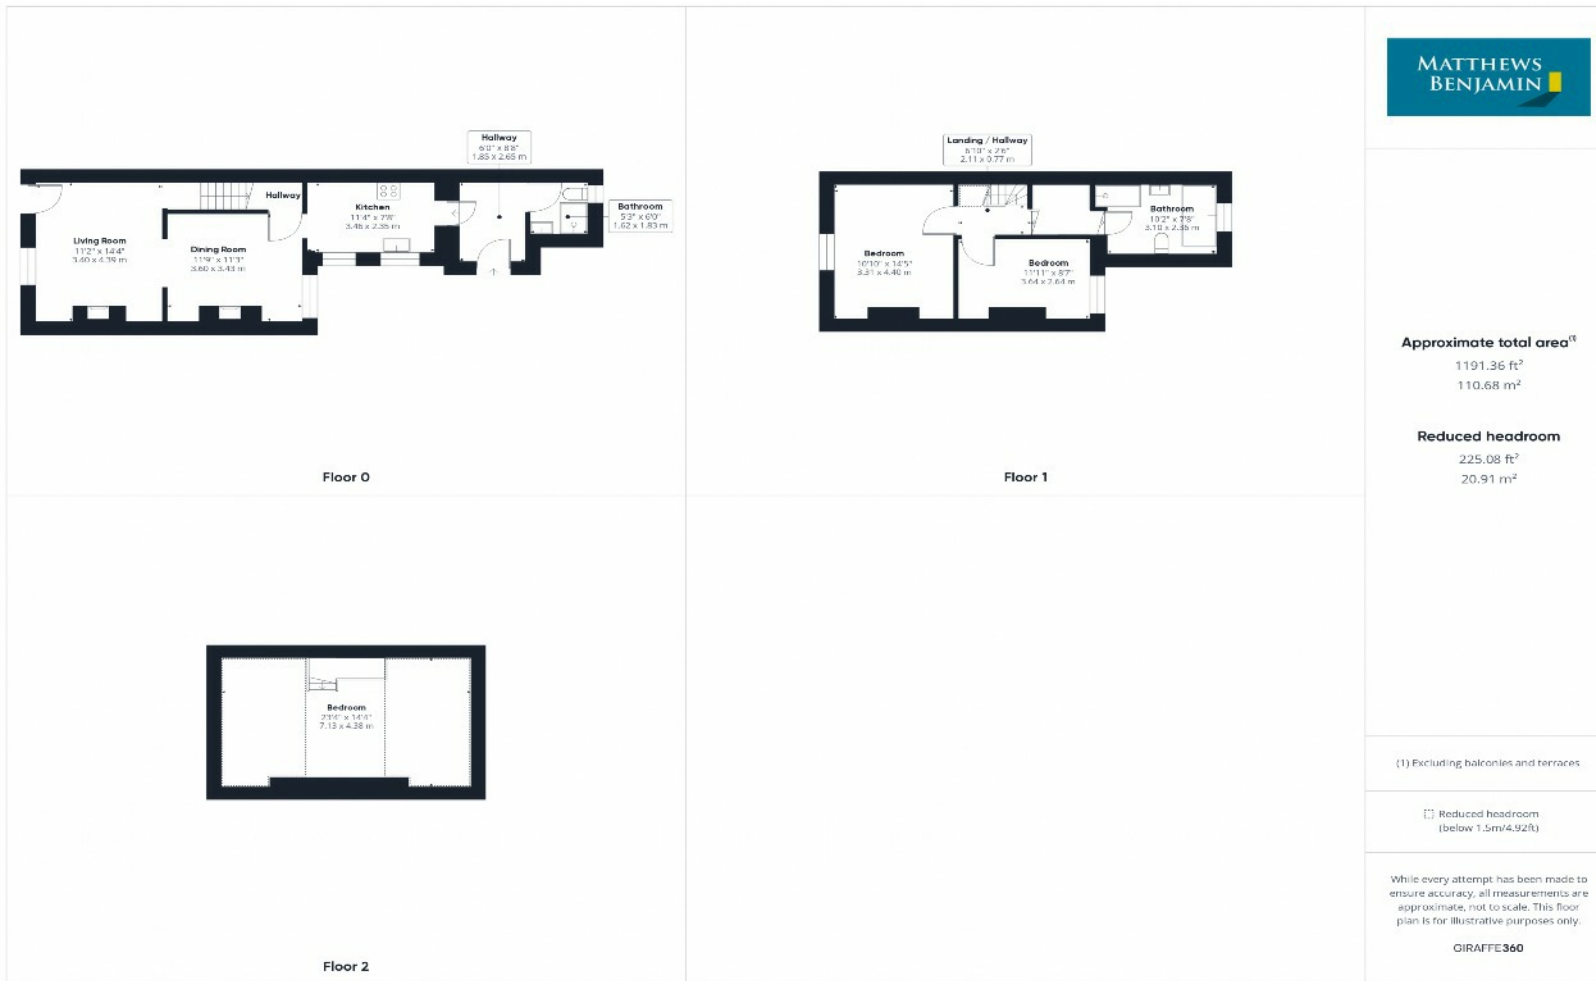 Hallway
6'0" x 8'8"
1.85 x 2.65 m
Hallway
Kitchen
11'4" x 7'8"
3.46 x 2.35 m
Bathroom
5'3" x 6'0"
1.62 x 1.83 m
Living Room
11'2" x 14'4"
3.40 x 4.39 m
Dining Room
11'9" x 11'3"
3.60 x 3.43 m
Floor 0
Landing / Hallway
6'10" x 2'6"
2.11 x 0.77 m
Bathroom
10'2" x 7'8"
3.10 x 2.35 m
Bedroom
10'10" x 14'5"
3.31 x 4.40 m
Bedroom
11'11" x 8'7"
3.64 x 2.64 m
Floor 1
Bedroom
23'4" x 14'4"
7.13 x 4.38 m
Floor 2
MATTHEWS
BENJAMIN
Approximate total area(1)
1191.36 ft²
110.68 m²
Reduced headroom
225.08 ft²
20.91 m²
(1) Excluding balconies and terraces
Reduced headroom
(below 1.5m/4.92ft)
While every attempt has been made to
ensure accuracy, all measurements are
approximate, not to scale. This floor
plan is for illustrative purposes only.
GIRAFFE360